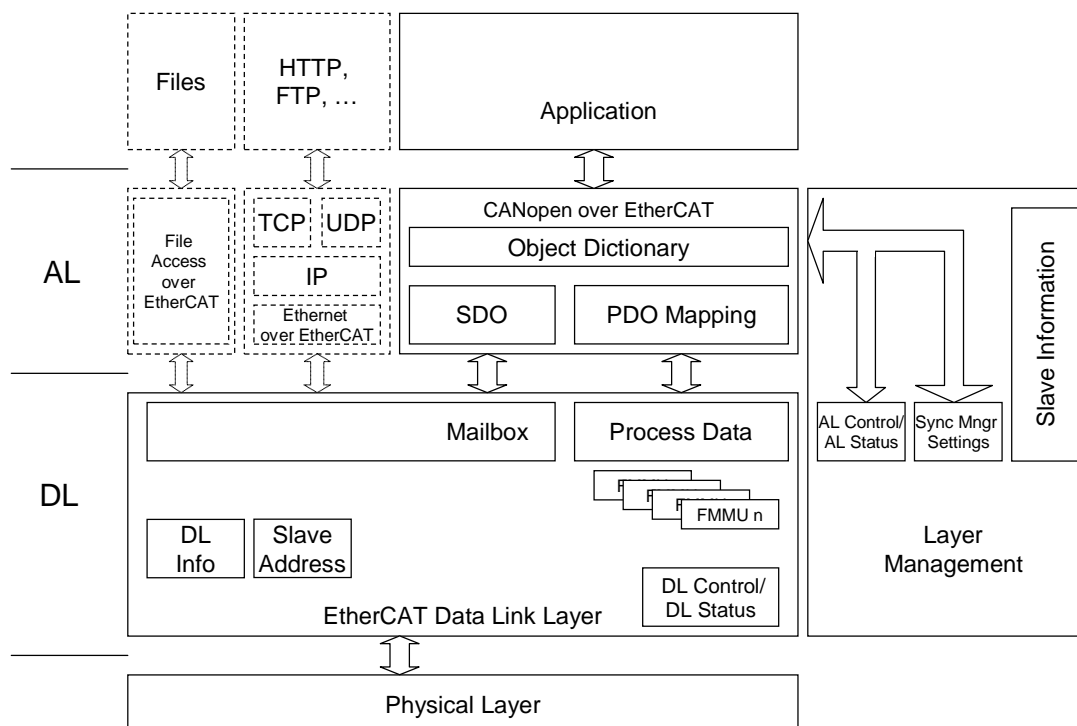 Files
HTTP,
FTP, …
Application
AL
File
Access
over
EtherCAT
TCP
UDP
IP
Ethernet
over EtherCAT
CANopen over EtherCAT
Object Dictionary
SDO
PDO Mapping
Slave Information
AL Control/
AL Status
Sync Mngr
Settings
DL
Mailbox
Process Data
FMMU n
DL
Info
Slave
Address
DL Control/
DL Status
EtherCAT Data Link Layer
Layer
Management
Physical Layer